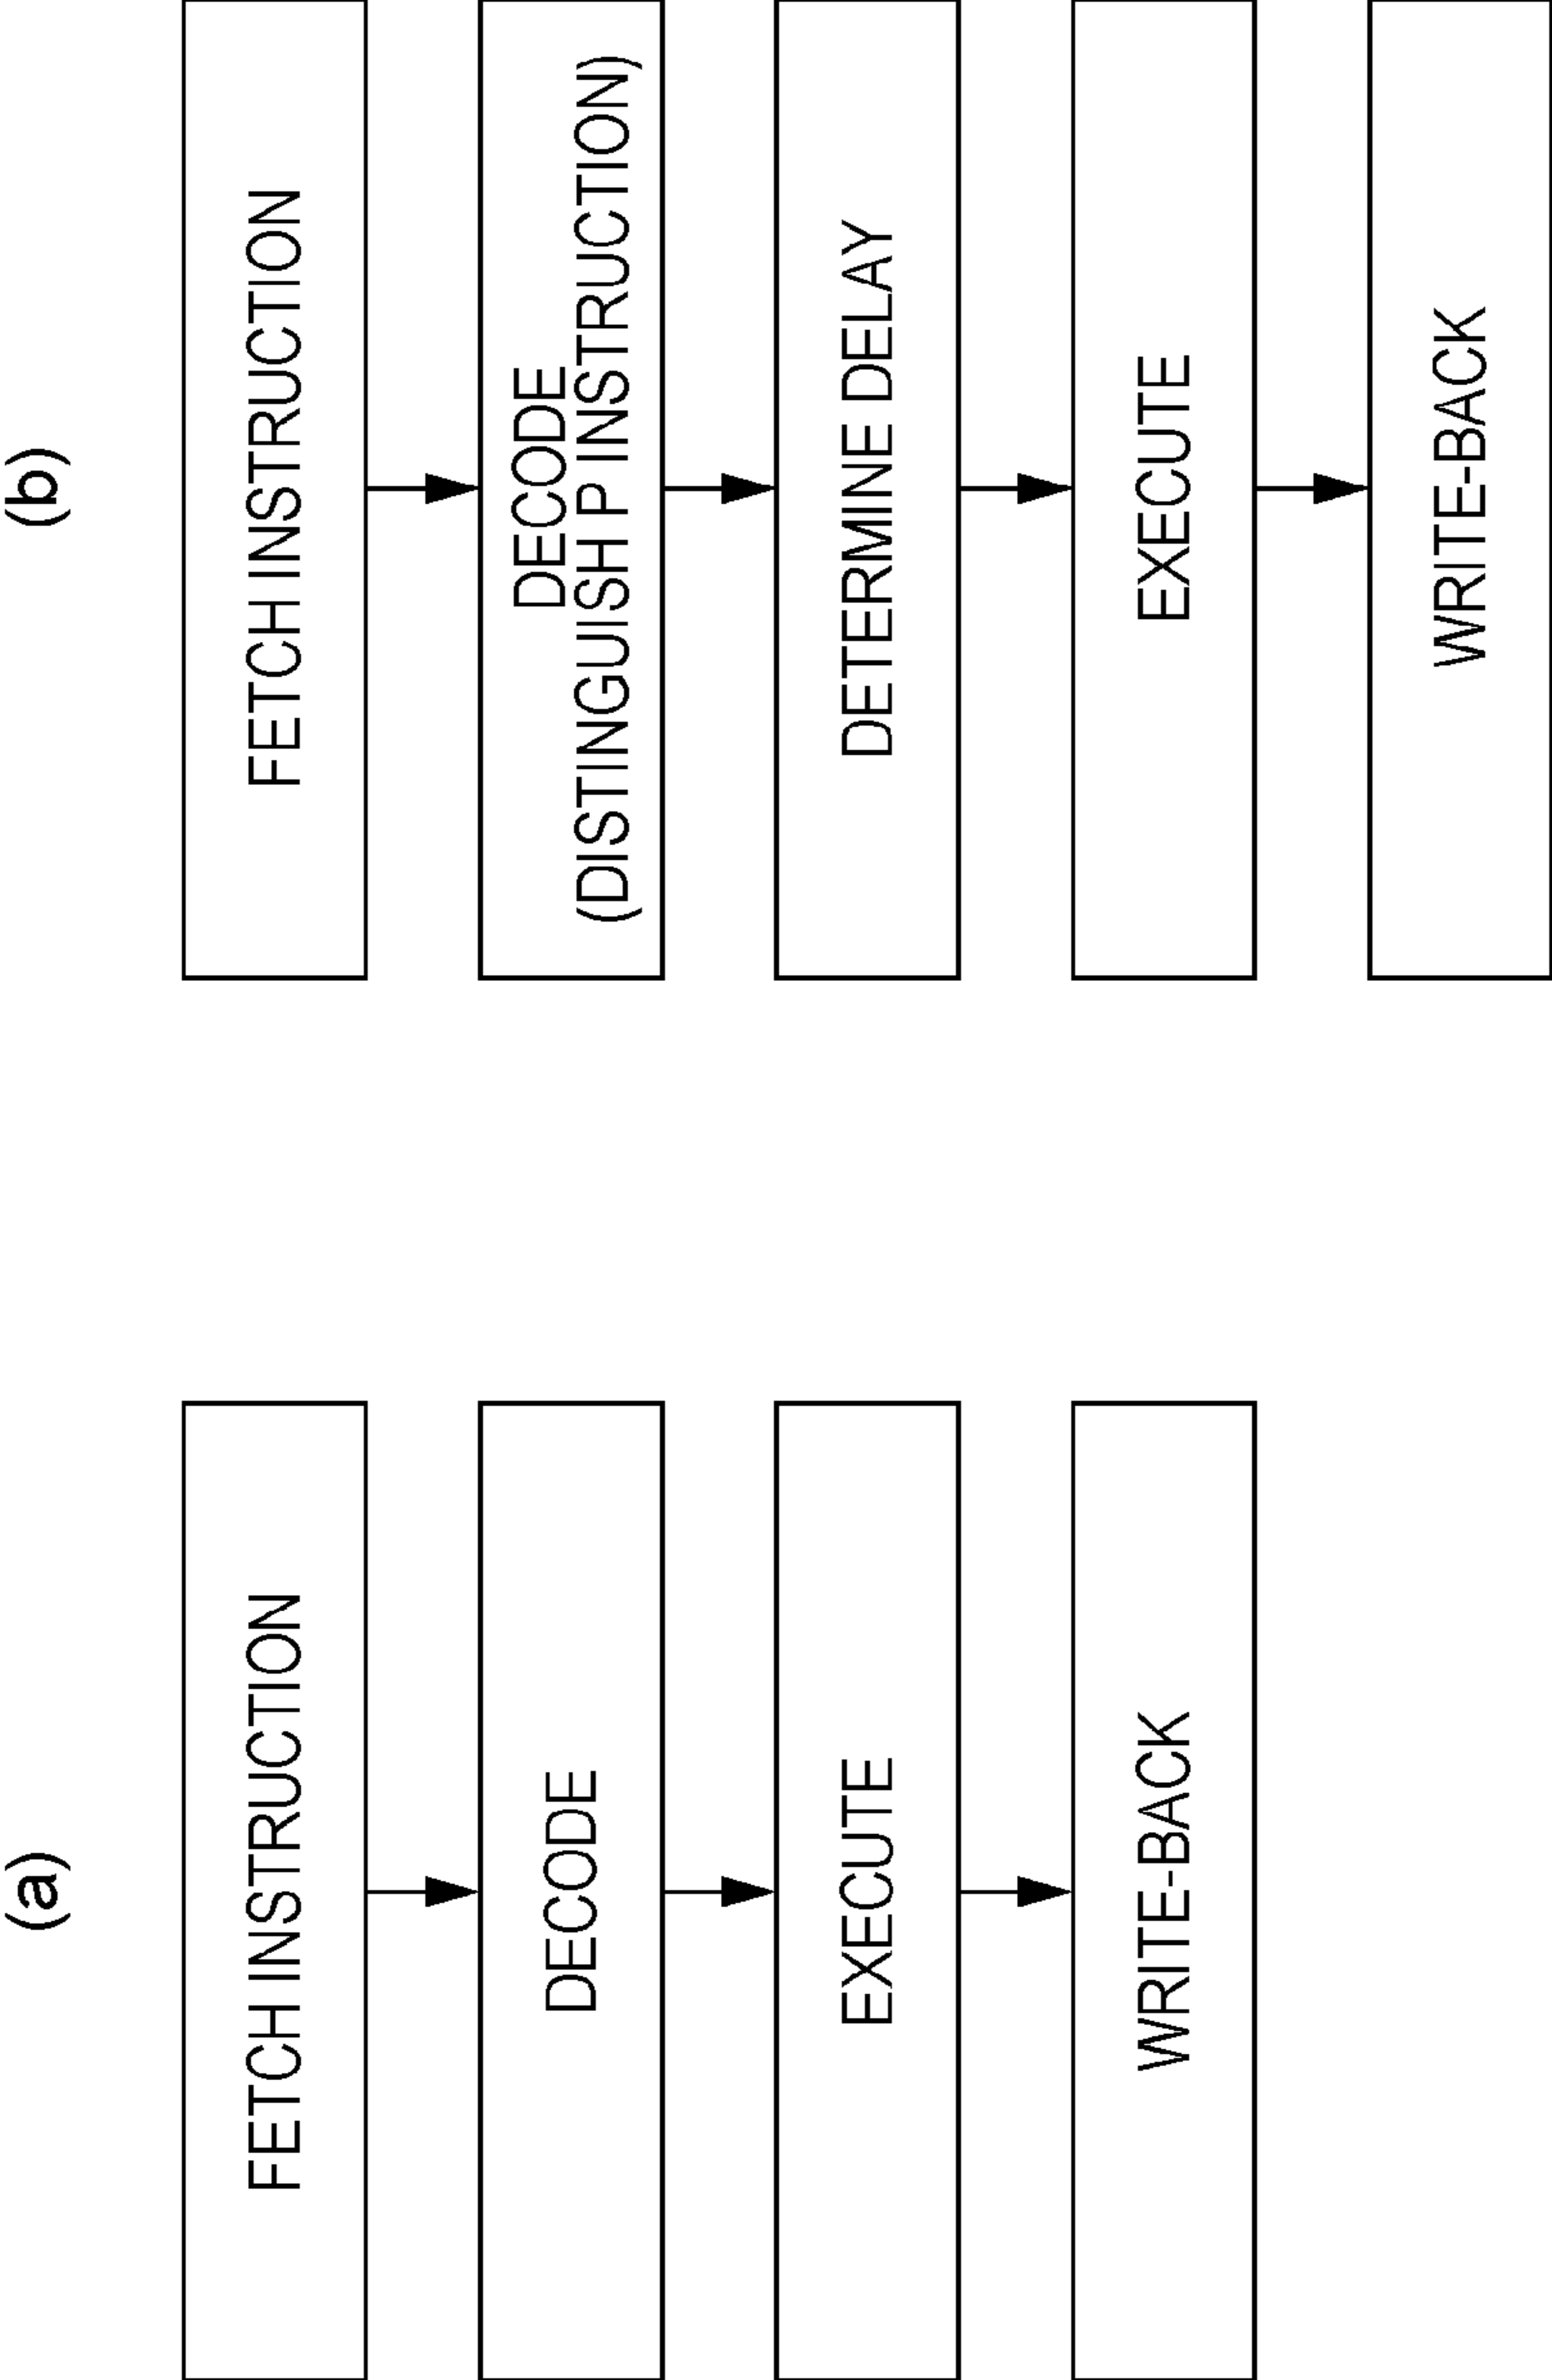 (a)
FETCH INSTRUCTION
DECODE
EXECUTE
WRITE-BACK
(b)
FETCH INSTRUCTION
DECODE
(DISTINGUISH P INSTRUCTION)
DETERMINE DELAY
EXECUTE
WRITE-BACK